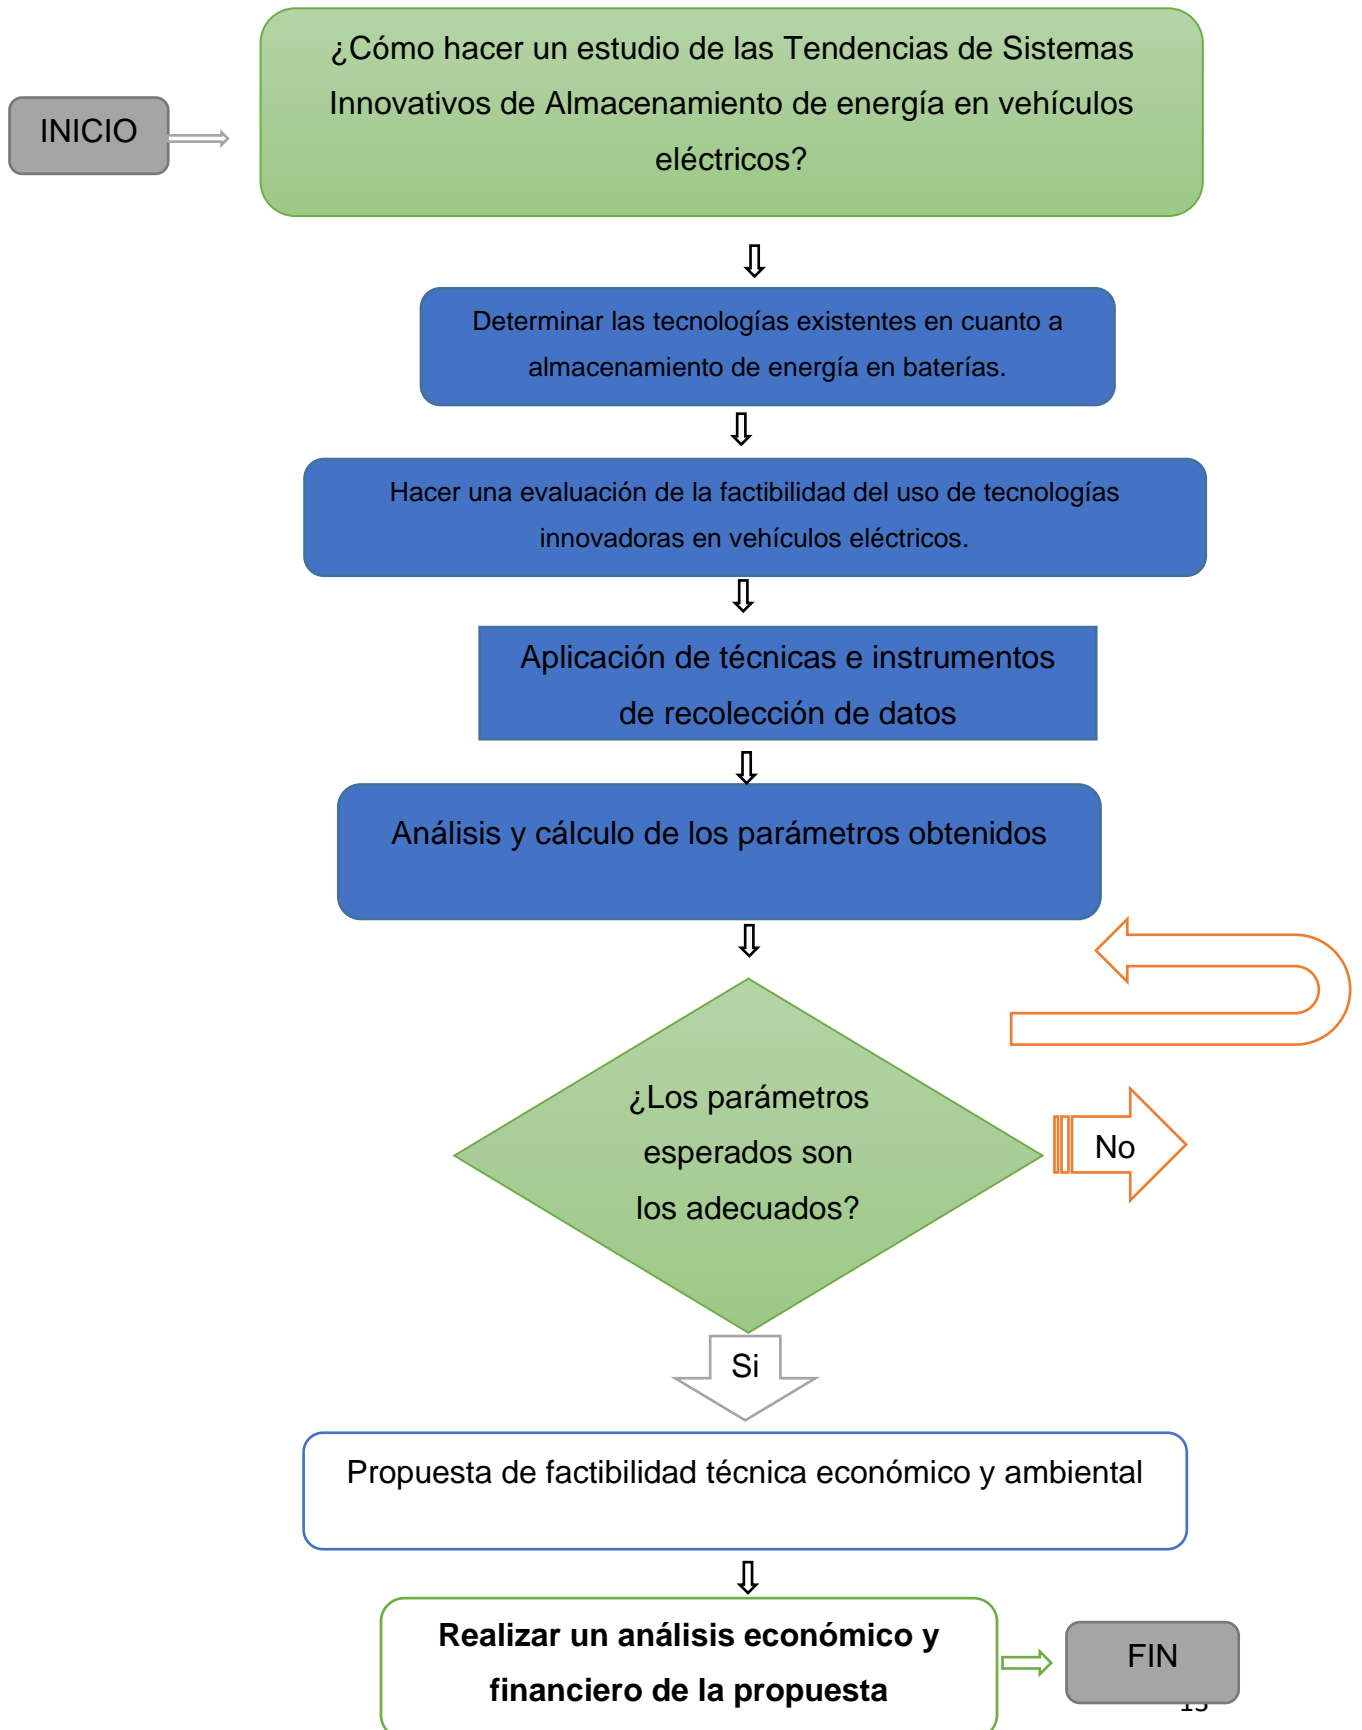 ¿Cómo hacer un estudio de las Tendencias de Sistemas
Innovativos de Almacenamiento de energía en vehículos
eléctricos?
INICIO
Determinar las tecnologías existentes en cuanto a
almacenamiento de energía en baterías.
Hacer una evaluación de la factibilidad del uso de tecnologías
innovadoras en vehículos eléctricos.
Aplicación de técnicas e instrumentos
de recolección de datos
Análisis y cálculo de los parámetros obtenidos
¿Los parámetros
esperados son
los adecuados?
No
Si
Propuesta de factibilidad técnica económico y ambiental
Realizar un análisis económico y
financiero de la propuesta
FIN